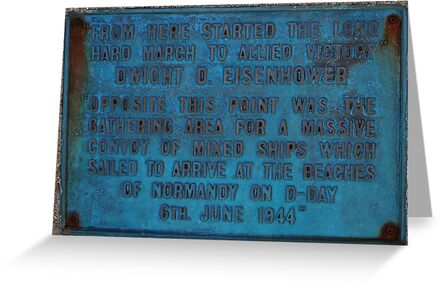 "FROM HERE STARTED THE LONG
HARD MARCH TO ALLIED VICTORY
DWIGHT D. EISENHOWER
"OPPOSITE THIS POINT WAS THE
GATHERING AREA FOR A MASSIVE
CONVOY OF MIXED SHIPS WHICH
SAILED TO ARRIVE AT THE BEACHES
OF NORMANDY ON D-DAY
6TH. JUNE 1944"